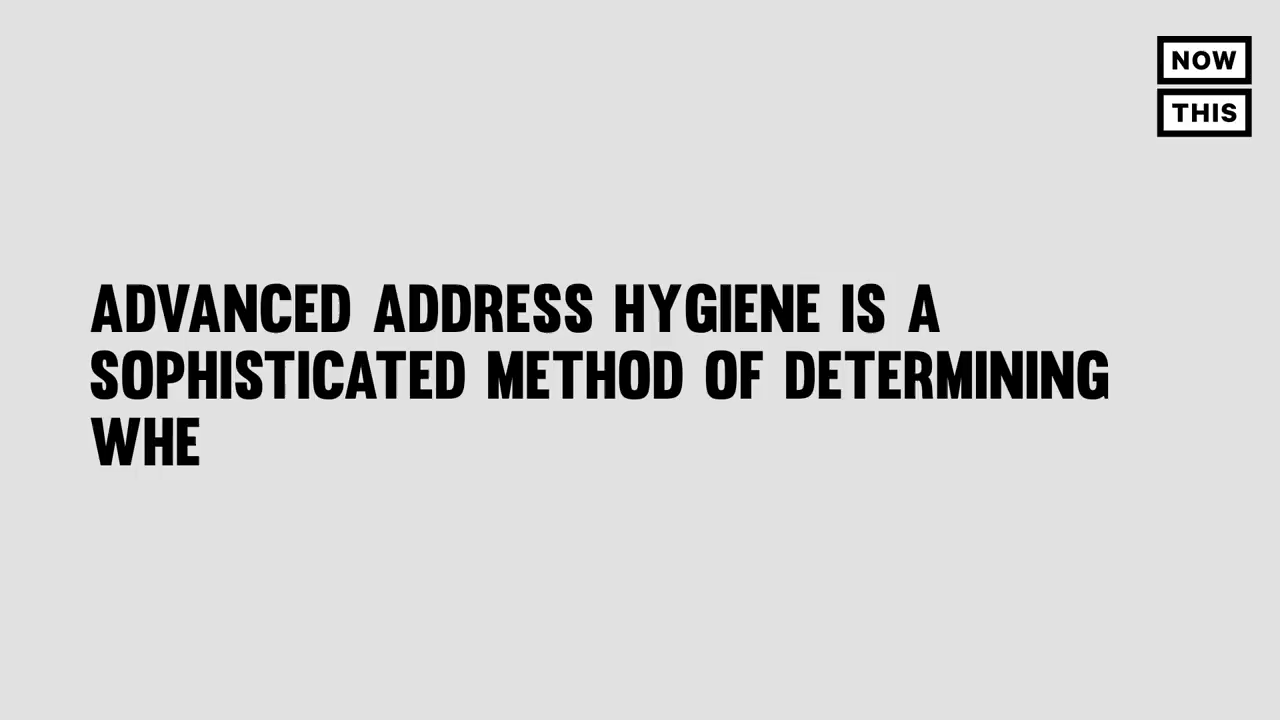 NOW
THIS
ADVANCED ADDRESS HYGIENE IS A
SOPHISTICATED METHOD OF DETERMINING
WHE